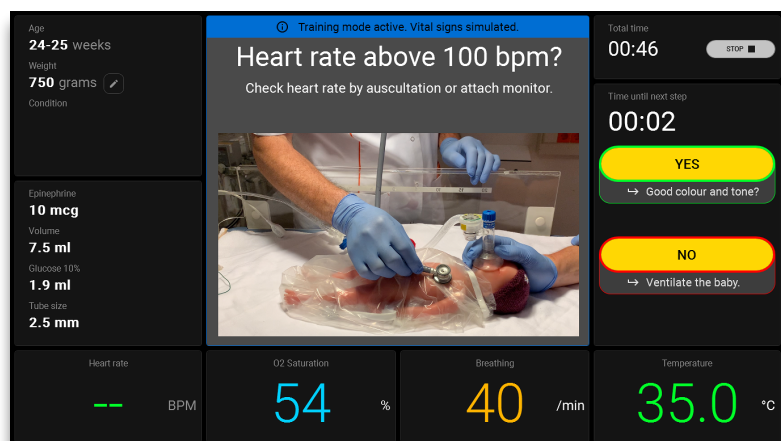 Age
24-25 weeks
Weight
750 grams
Condition
Epinephrine
10 mcg
Volume
7.5 ml
Glucose 10%
1.9 ml
Tube size
2.5 mm
Training mode active. Vital signs simulated.
Heart rate above 100 bpm?
Check heart rate by auscultation or attach monitor.
Total time
00:46
STOP
Time until next step
00:02
YES
Good colour and tone?
NO
Ventilate the baby.
Heart rate
-- BPM
O2 Saturation
54 %
Breathing
40 /min
Temperature
35.0 °C